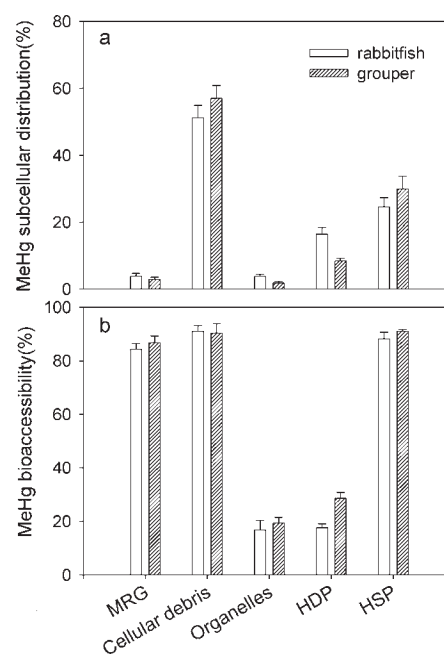 80
a
rabbitfish
grouper
60
40
20
0
MeHg subcellular distribution(%)
100
b
80
60
40
20
0
MeHg bioaccessibility(%)
MRG
Cellular debris
Organelles
HDP
HSP